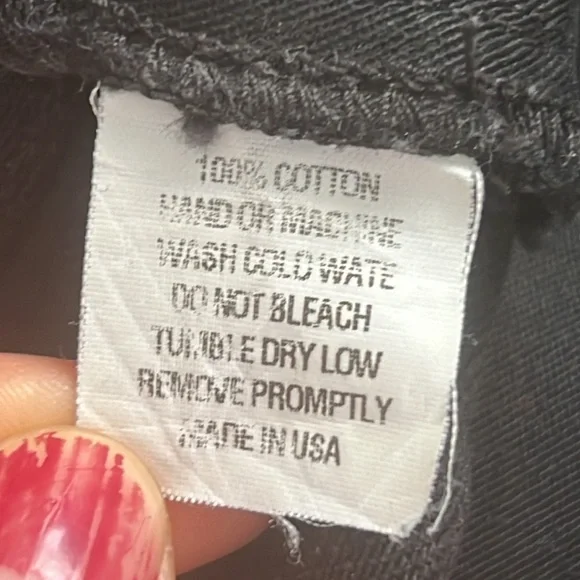 100% COTTON
HAND OR MACHINE
WASH COLD WATE
DO NOT BLEACH
TUMBLE DRY LOW
REMOVE PROMPTLY
MADE IN USA